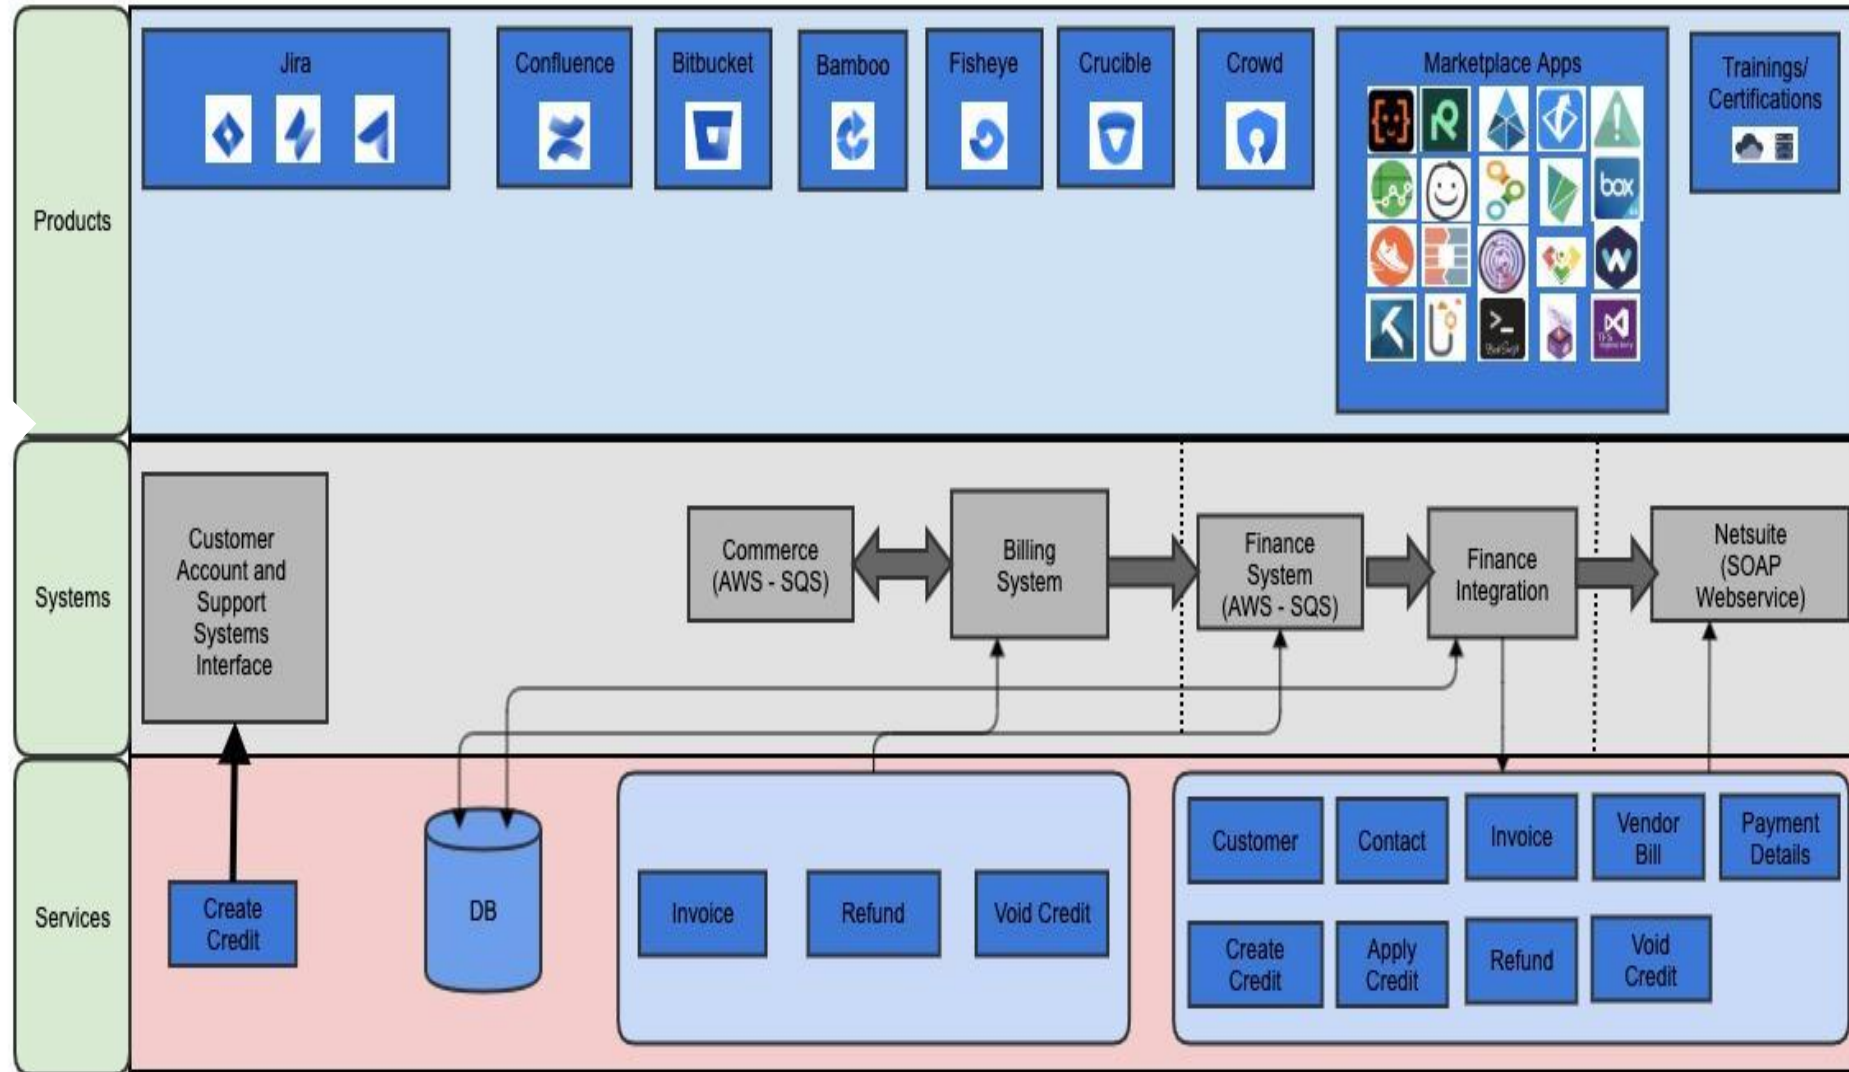 Products
Jira
Confluence
Bitbucket
Bamboo
Fisheye
Crucible
Crowd
Marketplace Apps
box
Trainings/
Certifications
Systems
Customer
Account and
Support
Systems
Interface
Commerce
(AWS - SQS)
Billing
System
Finance
System
(AWS - SQS)
Finance
Integration
Netsuite
(SOAP
Webservice)
Services
Create
Credit
DB
Invoice
Refund
Void Credit
Customer
Contact
Invoice
Vendor
Bill
Payment
Details
Create
Credit
Apply
Credit
Refund
Void
Credit